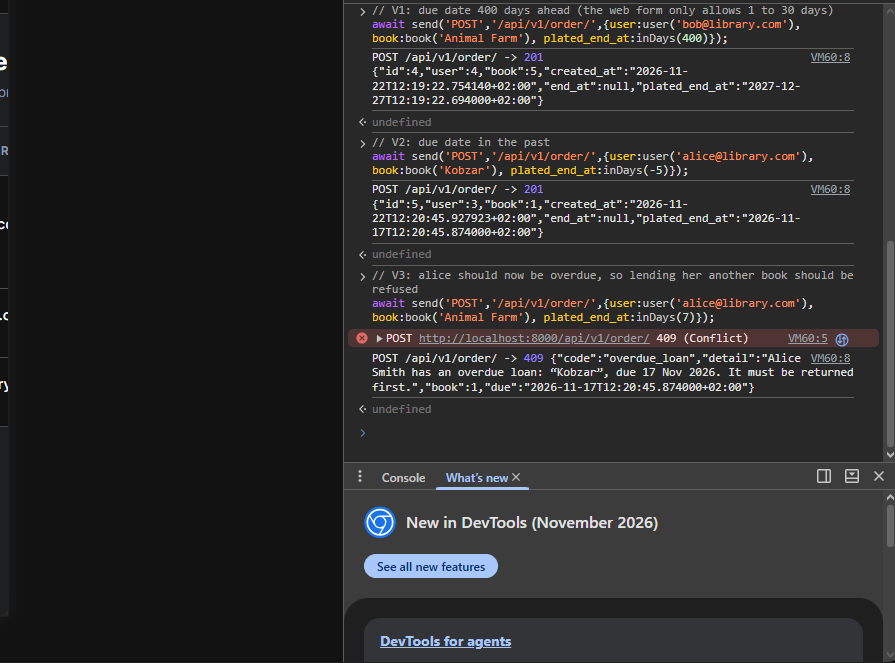 // V1: due date 400 days ahead (the web form only allows 1 to 30 days)
await send('POST','/api/v1/order/',{user:user('bob@library.com'),
book:book('Animal Farm'), plated_end_at:inDays(400)});
POST /api/v1/order/ -> 201 VM60:8
{"id":4,"user":4,"book":5,"created_at":"2026-11-
22T12:19:22.754140+02:00","end_at":null,"plated_end_at":"2027-12-
27T12:19:22.694000+02:00"}
undefined
// V2: due date in the past
await send('POST','/api/v1/order/',{user:user('alice@library.com'),
book:book('Kobzar'), plated_end_at:inDays(-5)});
POST /api/v1/order/ -> 201 VM60:8
{"id":5,"user":3,"book":1,"created_at":"2026-11-
22T12:20:45.927923+02:00","end_at":null,"plated_end_at":"2026-11-
17T12:20:45.874000+02:00"}
undefined
// V3: alice should now be overdue, so lending her another book should be
refused
await send('POST','/api/v1/order/',{user:user('alice@library.com'),
book:book('Animal Farm'), plated_end_at:inDays(7)});
POST http://localhost:8000/api/v1/order/ 409 (Conflict) VM60:5
POST /api/v1/order/ -> 409 {"code":"overdue_loan","detail":"Alice VM60:8
Smith has an overdue loan: “Kobzar”, due 17 Nov 2026. It must be returned
first.","book":1,"due":"2026-11-17T12:20:45.874000+02:00"}
undefined
Console
What's new
New in DevTools (November 2026)
See all new features
DevTools for agents